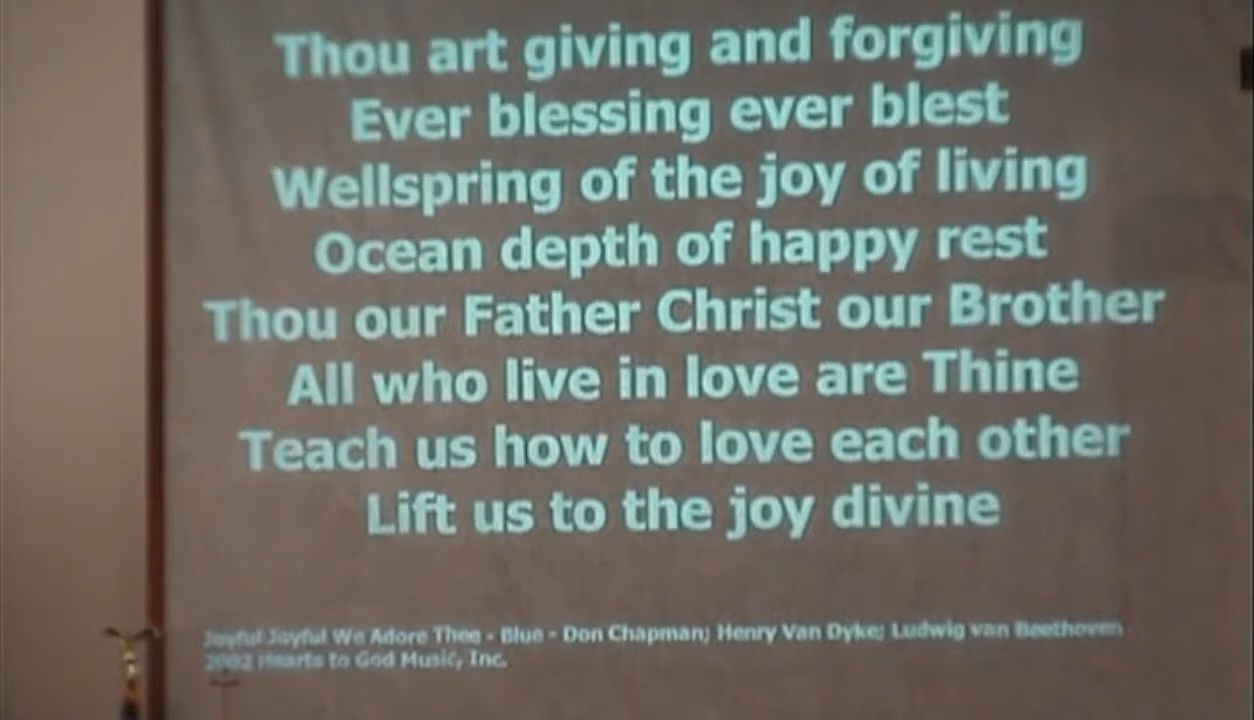 Thou art giving and forgiving
Ever blessing ever blest
Wellspring of the joy of living
Ocean depth of happy rest
Thou our Father Christ our Brother
All who live in love are Thine
Teach us how to love each other
Lift us to the joy divine
Joyful Joyful We Adore Thee - Blue - Don Chapman; Henry Van Dyke; Ludwig van Beethoven
2002 Hearts to God Music, Inc.